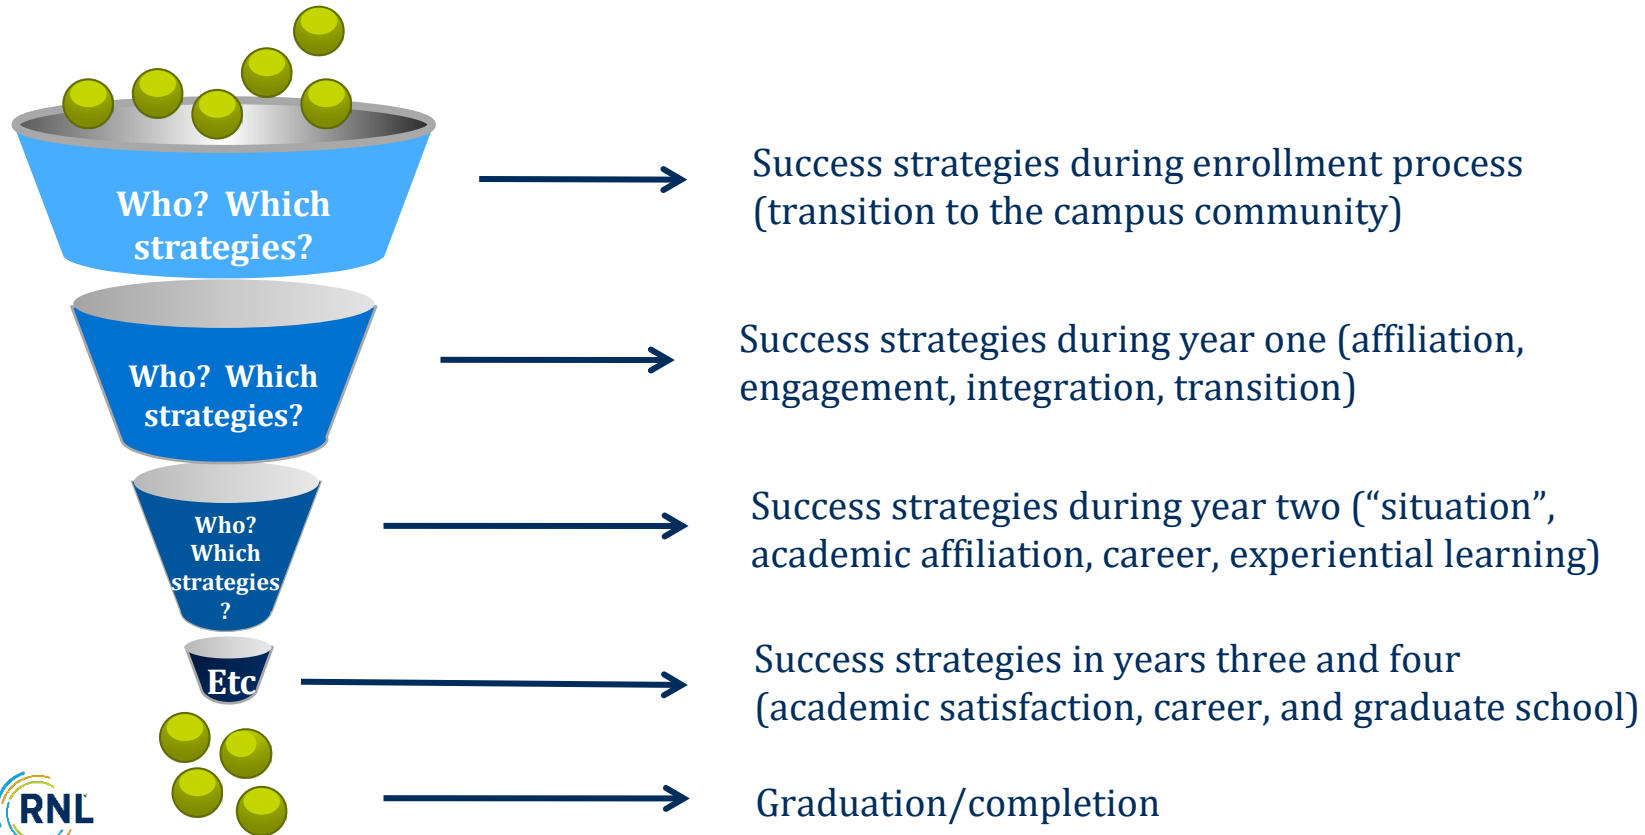 Who? Which
strategies?
Success strategies during enrollment process
(transition to the campus community)
Who? Which
strategies?
Success strategies during year one (affiliation,
engagement, integration, transition)
Who?
Which
strategies
?
Success strategies during year two (“situation”,
academic affiliation, career, experiential learning)
Etc
Success strategies in years three and four
(academic satisfaction, career, and graduate school)
Graduation/completion
RNL